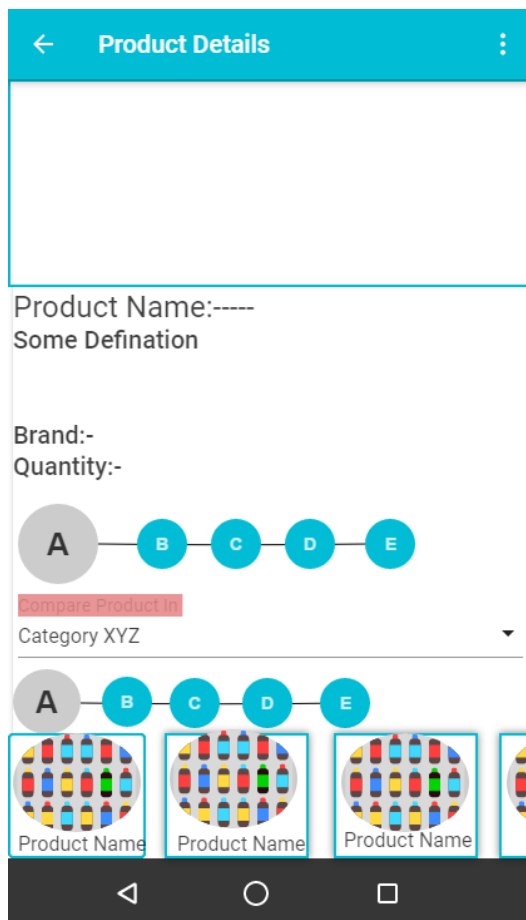 Product Details
Product Name:-----
Some Defination
Brand:-
Quantity:-
A B C D E
Compare Product In
Category XYZ
A B C D E
Product Name Product Name Product Name